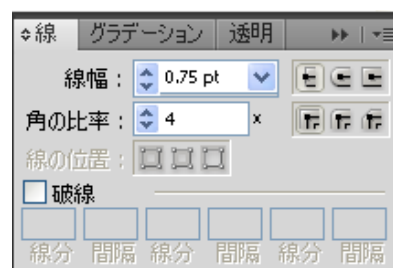 線 グラデーション 透明
線幅 : 0.75 pt
角の比率 : 4 x
線の位置 :
破線
線分 間隔 線分 間隔 線分 間隔